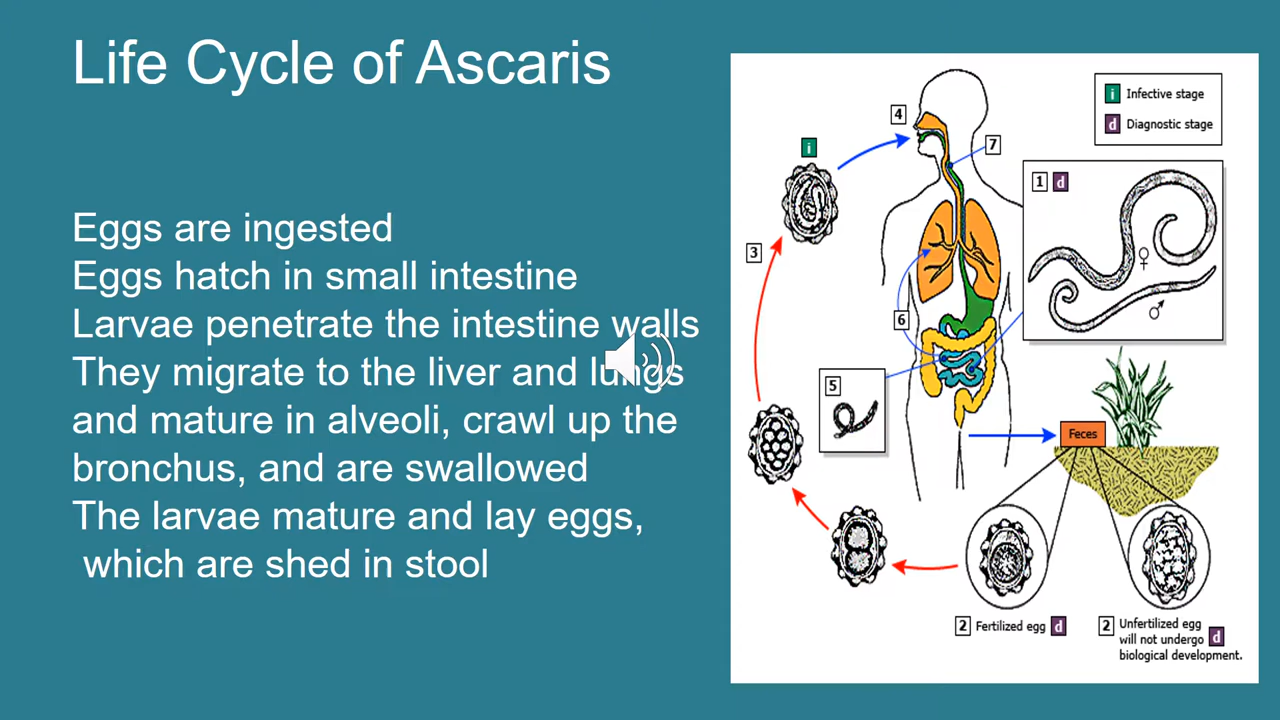 Life Cycle of Ascaris
Eggs are ingested
Eggs hatch in small intestine
Larvae penetrate the intestine walls
They migrate to the liver and lungs
and mature in alveoli, crawl up the
bronchus, and are swallowed
The larvae mature and lay eggs,
which are shed in stool
i Infective stage
d Diagnostic stage
4
i
7
1 d
♀
♂
3
6
5
Feces
2 Fertilized egg d
2 Unfertilized egg
will not undergo d
biological development.